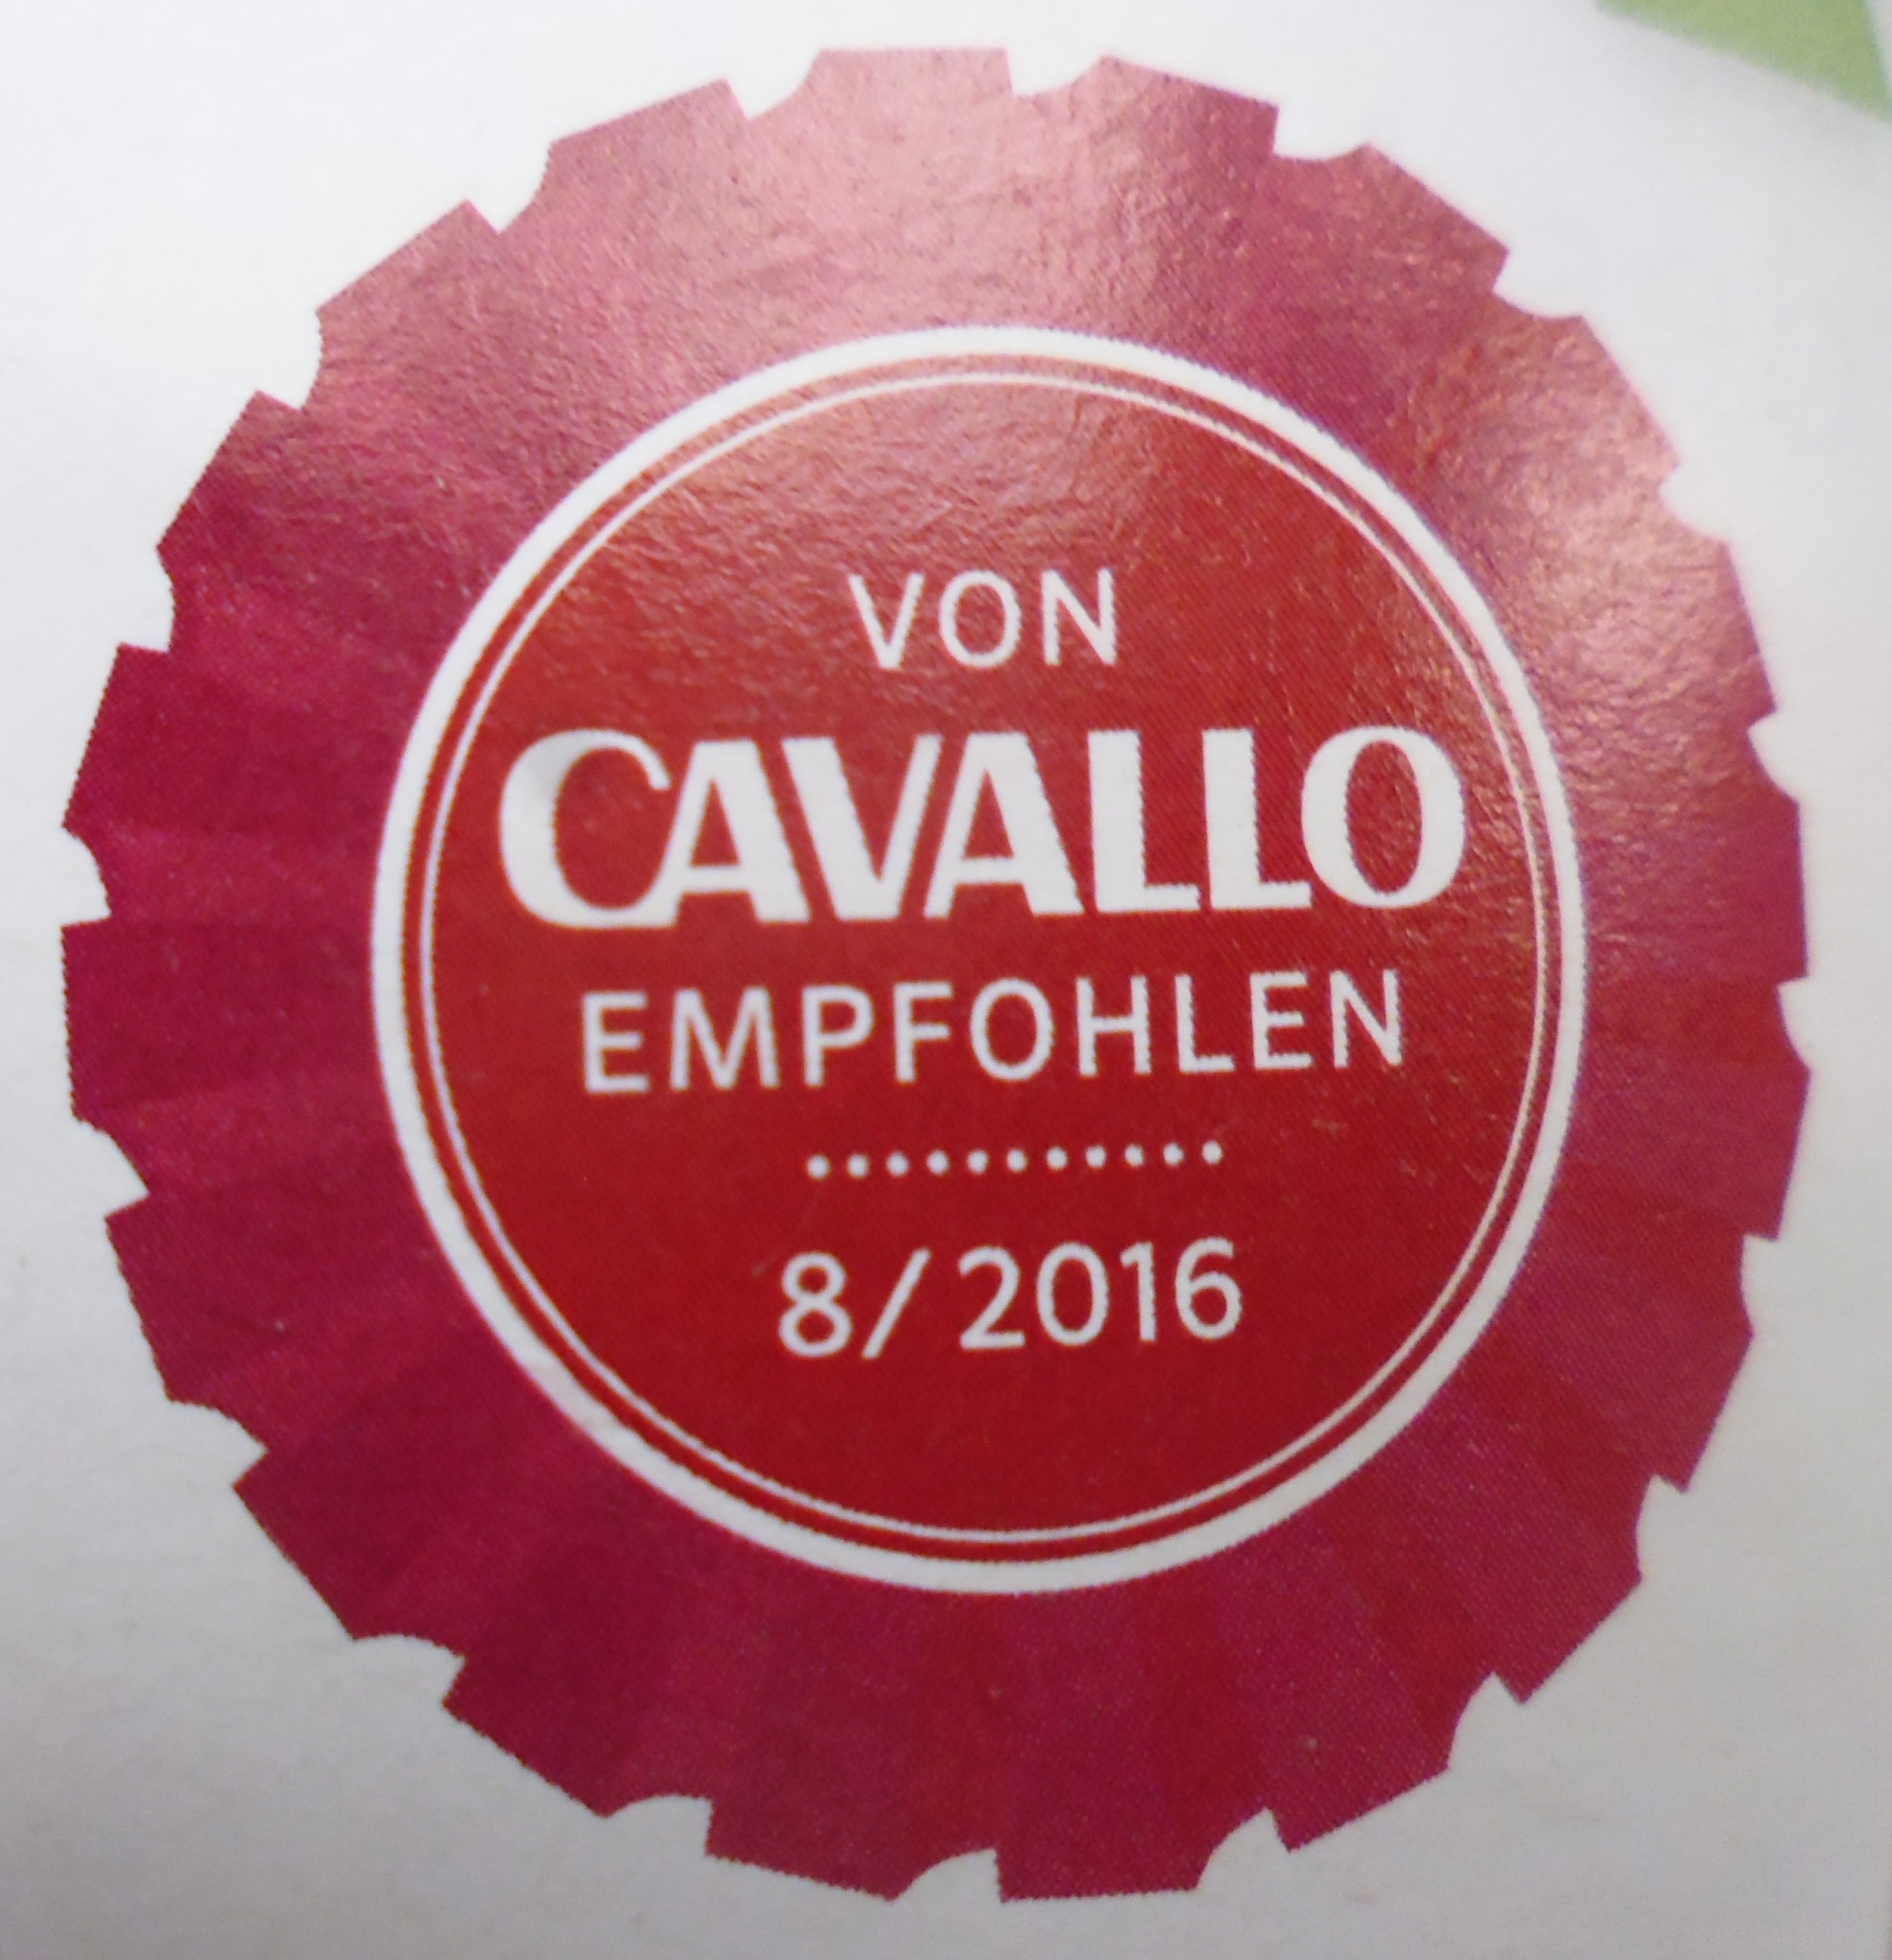 VON
CAVALLO
EMPFOHLEN
8/2016